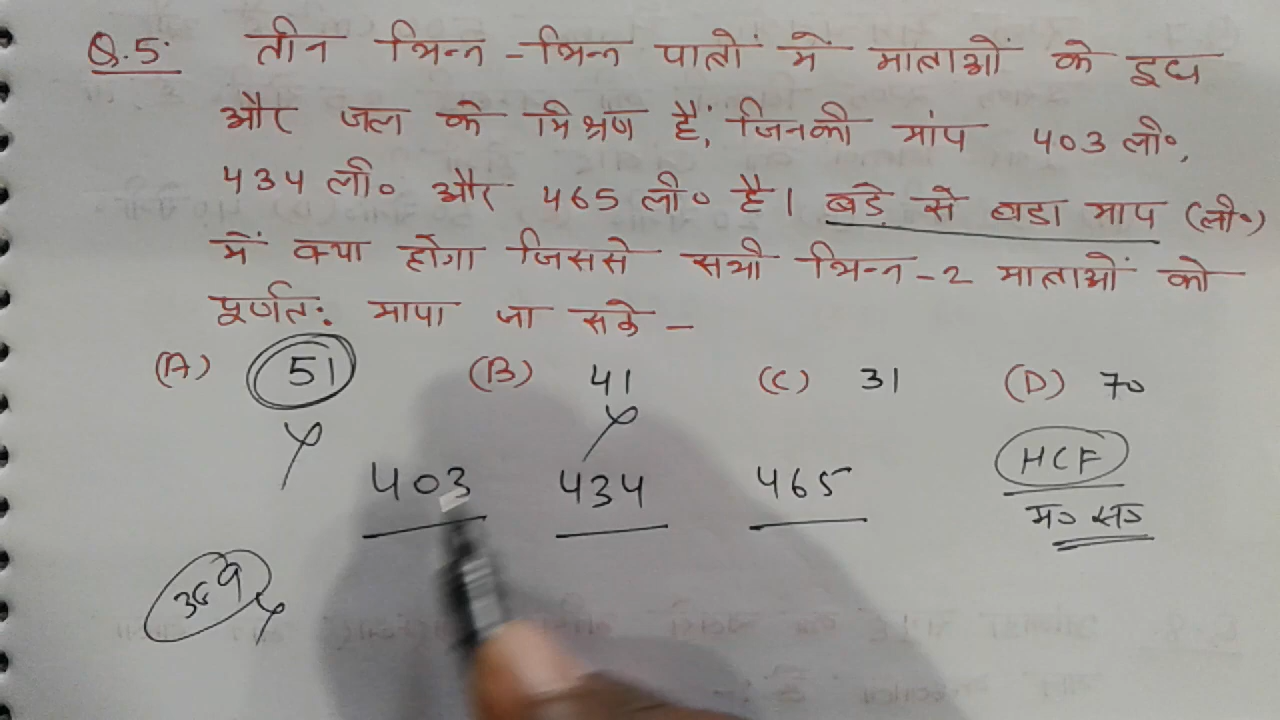 Q.5. तीन भिन्न-भिन्न पात्रों में मात्राओं के दूध
और जल के मिश्रण हैं, जिनकी मांप 403 ली०,
434 ली० और 465 ली० है। बडे से बडा माप (ली०)
में क्या होगा जिससे सभी भिन्न-2 मात्राओं को
पूर्णत: मापा जा सके –
(A) 51 (B) 41 (C) 31 (D) 70
403 434 465 HCF
म० स०
369